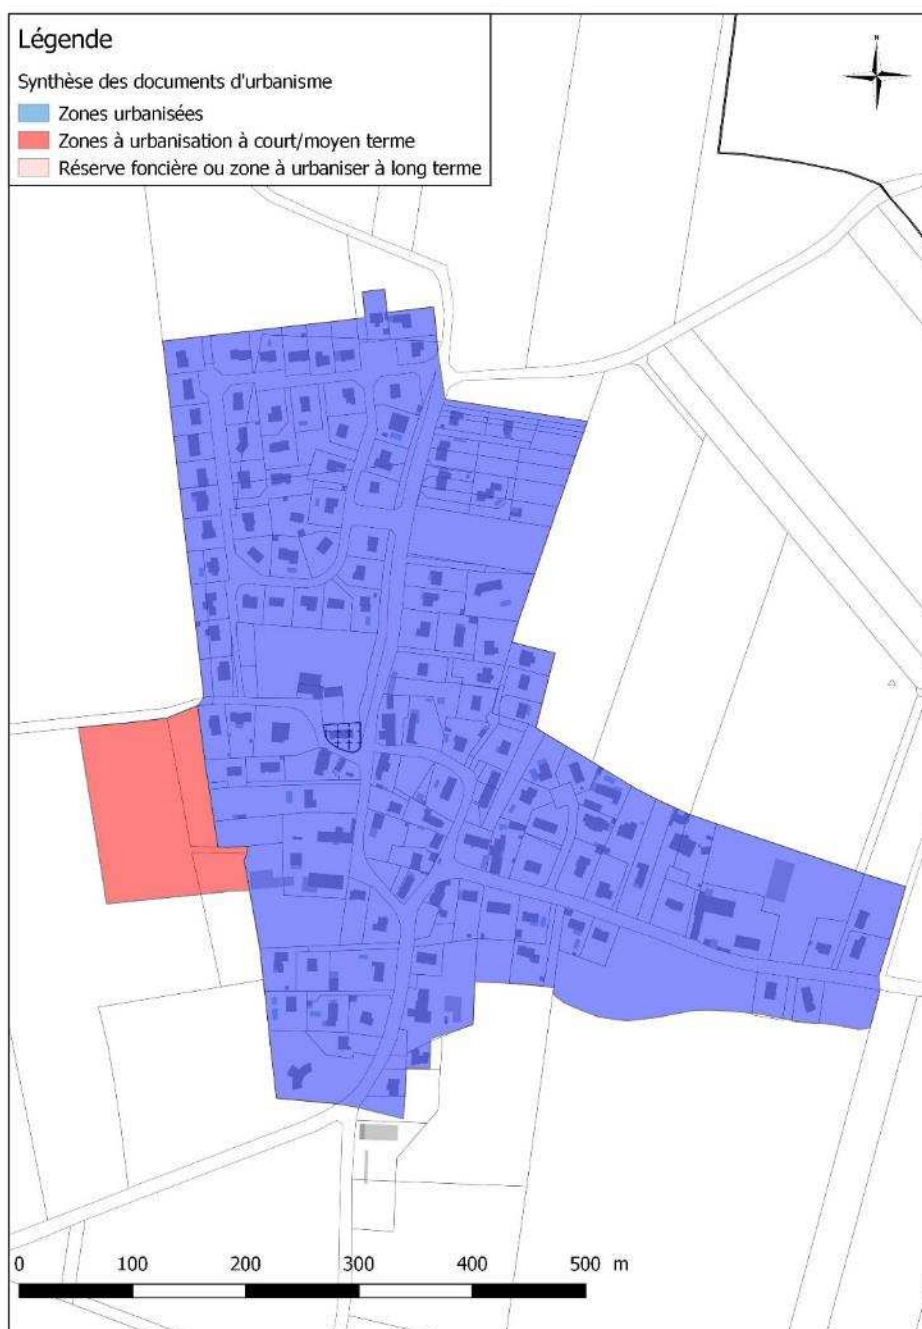 Légende
Synthèse des documents d'urbanisme
Zones urbanisées
Zones à urbanisation à court/moyen terme
Réserve foncière ou zone à urbaniser à long terme
N
0 100 200 300 400 500 m